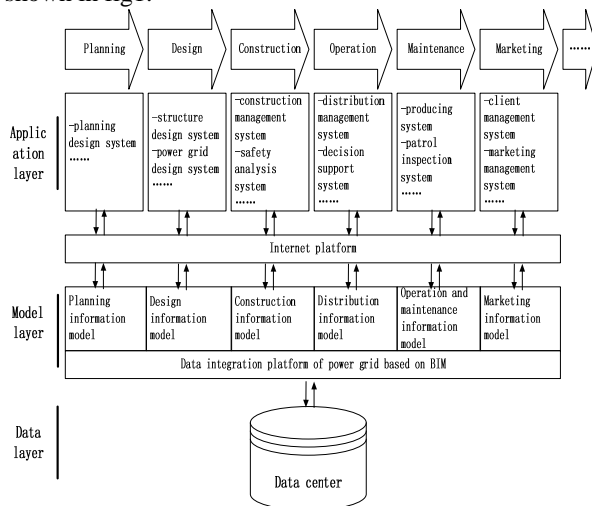 shown in fig1.
Planning
Design
Construction
Operation
Maintenance
Marketing
……
Applic
ation
layer
-planning
design system
……
-structure
design system
-power grid
design system
……
-construction
management
system
-safety
analysis
system
……
-distribution
management
system
-decision
support
system
……
-producing
system
-patrol
inspection
system
……
-client
management
system
-marketing
management
system
……
Internet platform
Model
layer
Planning
information
model
Design
information
model
Construction
information
model
Distribution
information
model
Operation and
maintenance
information
model
Marketing
information
model
Data integration platform of power grid based on BIM
Data
layer
Data center